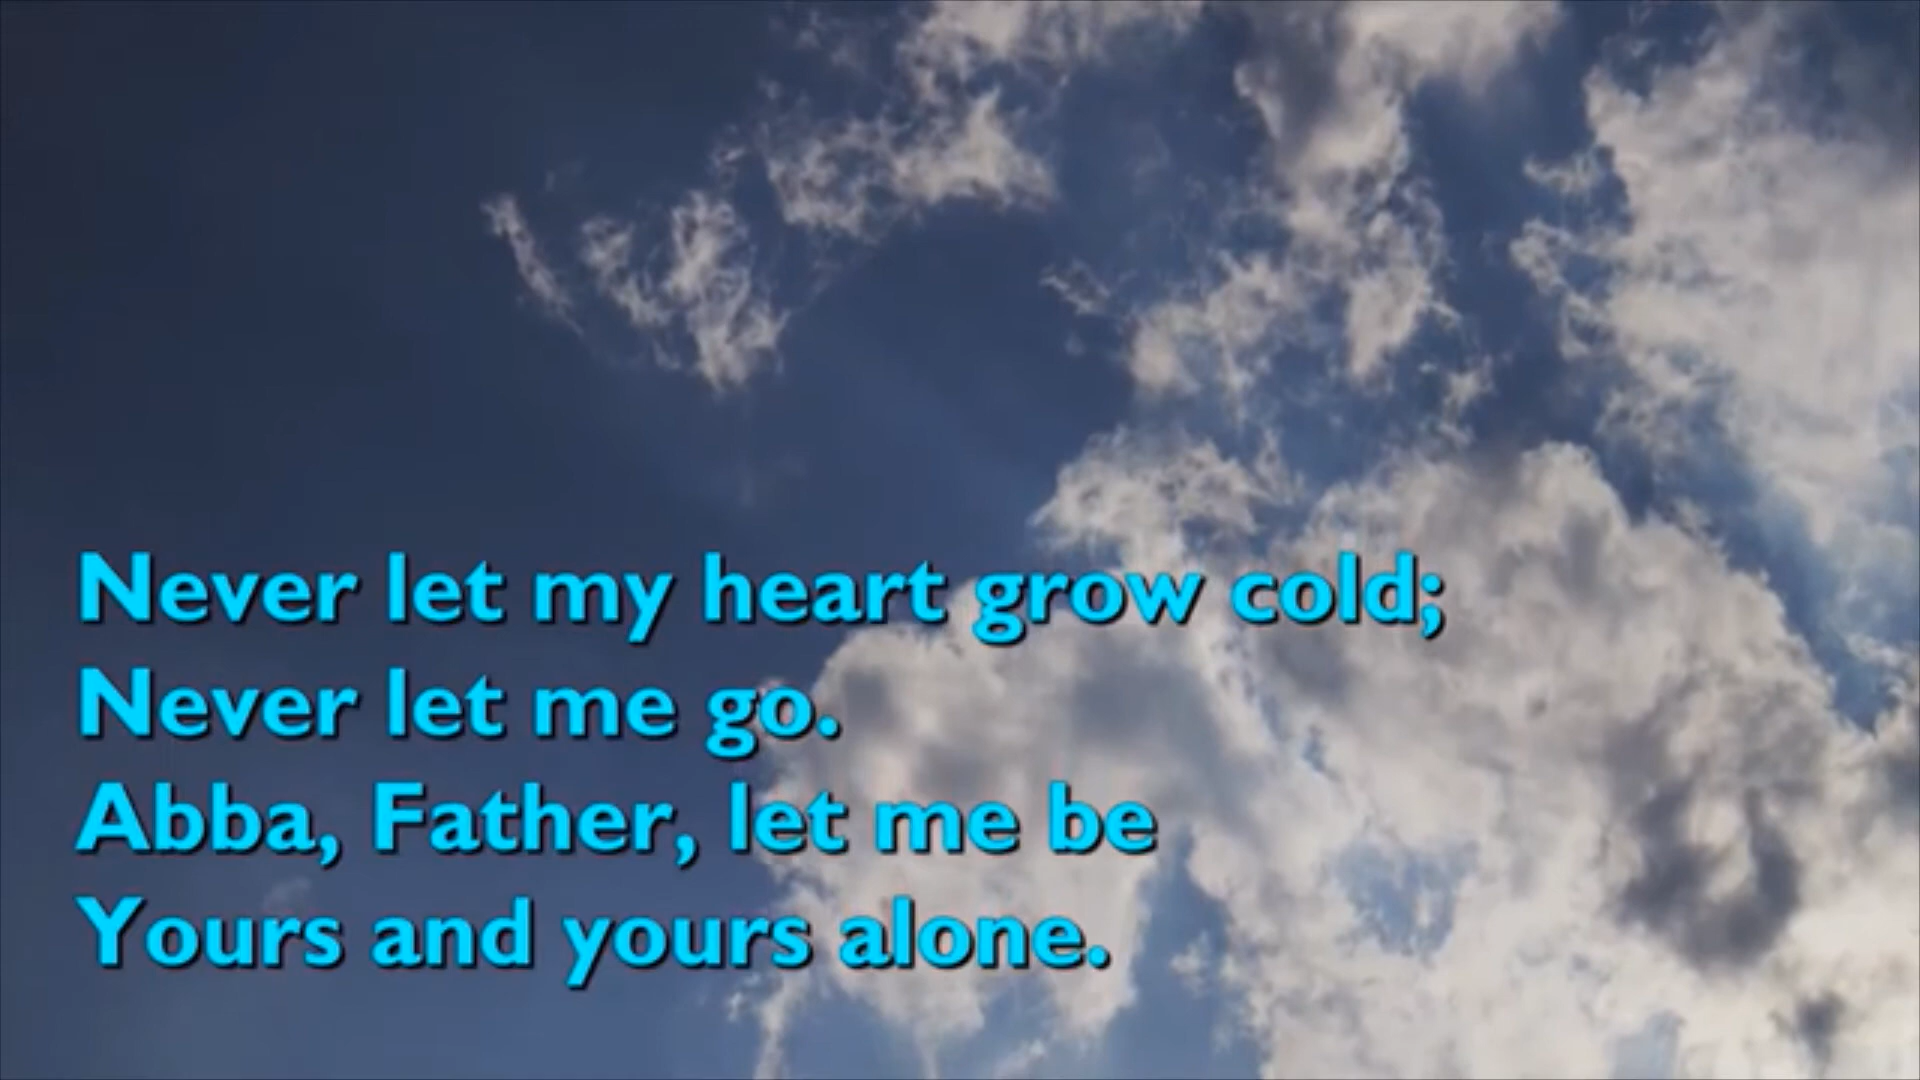 Never let my heart grow cold;
Never let me go.
Abba, Father, let me be
Yours and yours alone.